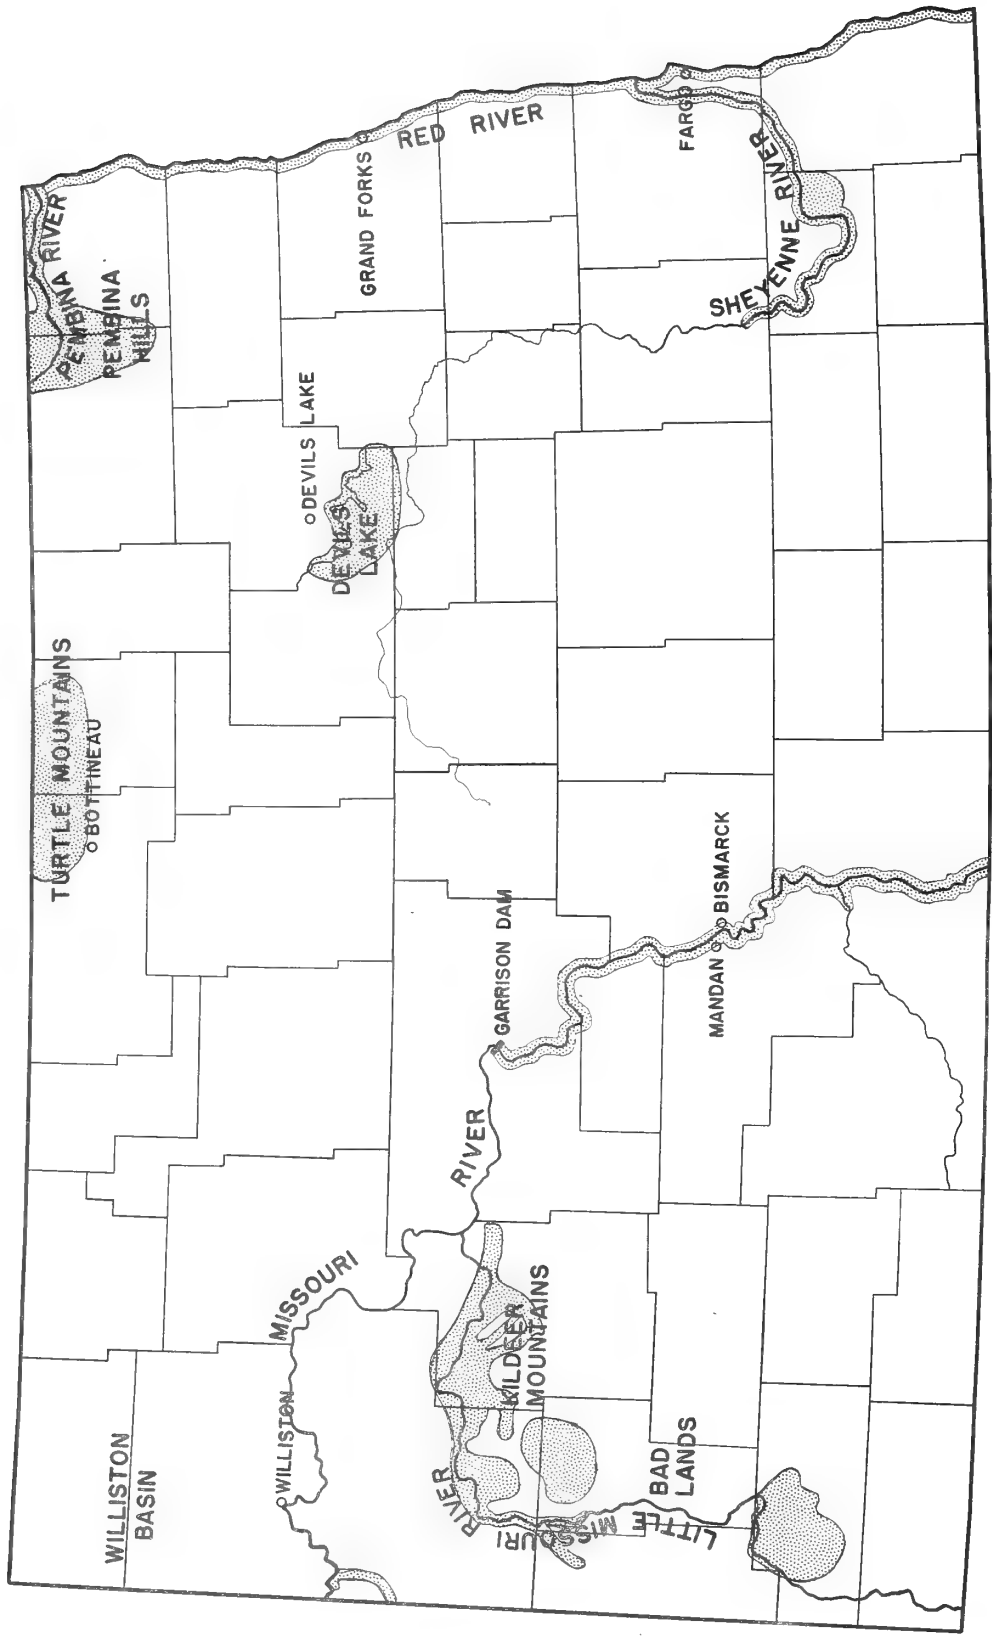 WILLISTON
BASIN
TURTLE MOUNTAINS
BOTTINEAU
PEMBINA RIVER
PEMBINA
HILLS
WILLISTON
MISSOURI
RIVER
DEVILS LAKE
DEVILS
LAKE
GRAND FORKS
RED RIVER
LITTLE MISSOURI
RIVER
KILDEER
MOUNTAINS
GARRISON DAM
BAD
LANDS
MANDAN
BISMARCK
SHEYENNE RIVER
FARGO